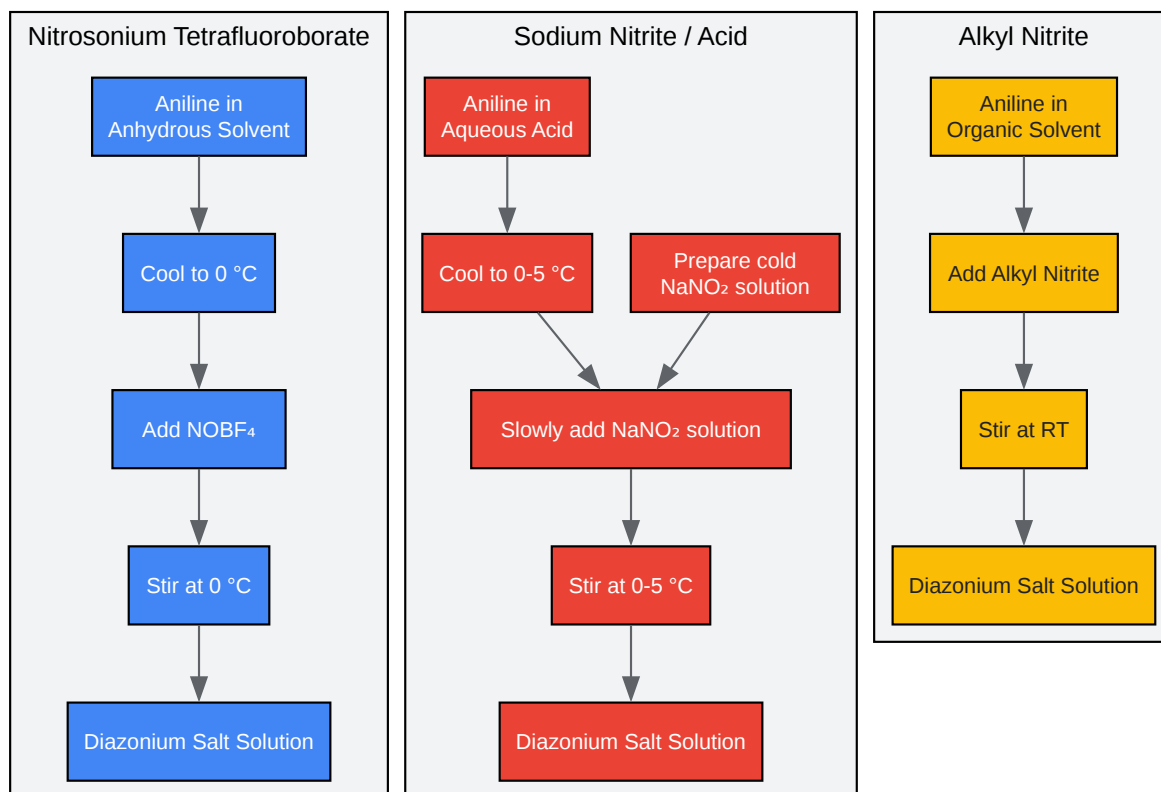 Nitrosonium Tetrafluoroborate
Aniline in
Anhydrous Solvent
Cool to 0 °C
Add NOBF₄
Stir at 0 °C
Diazonium Salt Solution
Sodium Nitrite / Acid
Aniline in
Aqueous Acid
Cool to 0-5 °C
Prepare cold
NaNO₂ solution
Slowly add NaNO₂ solution
Stir at 0-5 °C
Diazonium Salt Solution
Alkyl Nitrite
Aniline in
Organic Solvent
Add Alkyl Nitrite
Stir at RT
Diazonium Salt Solution